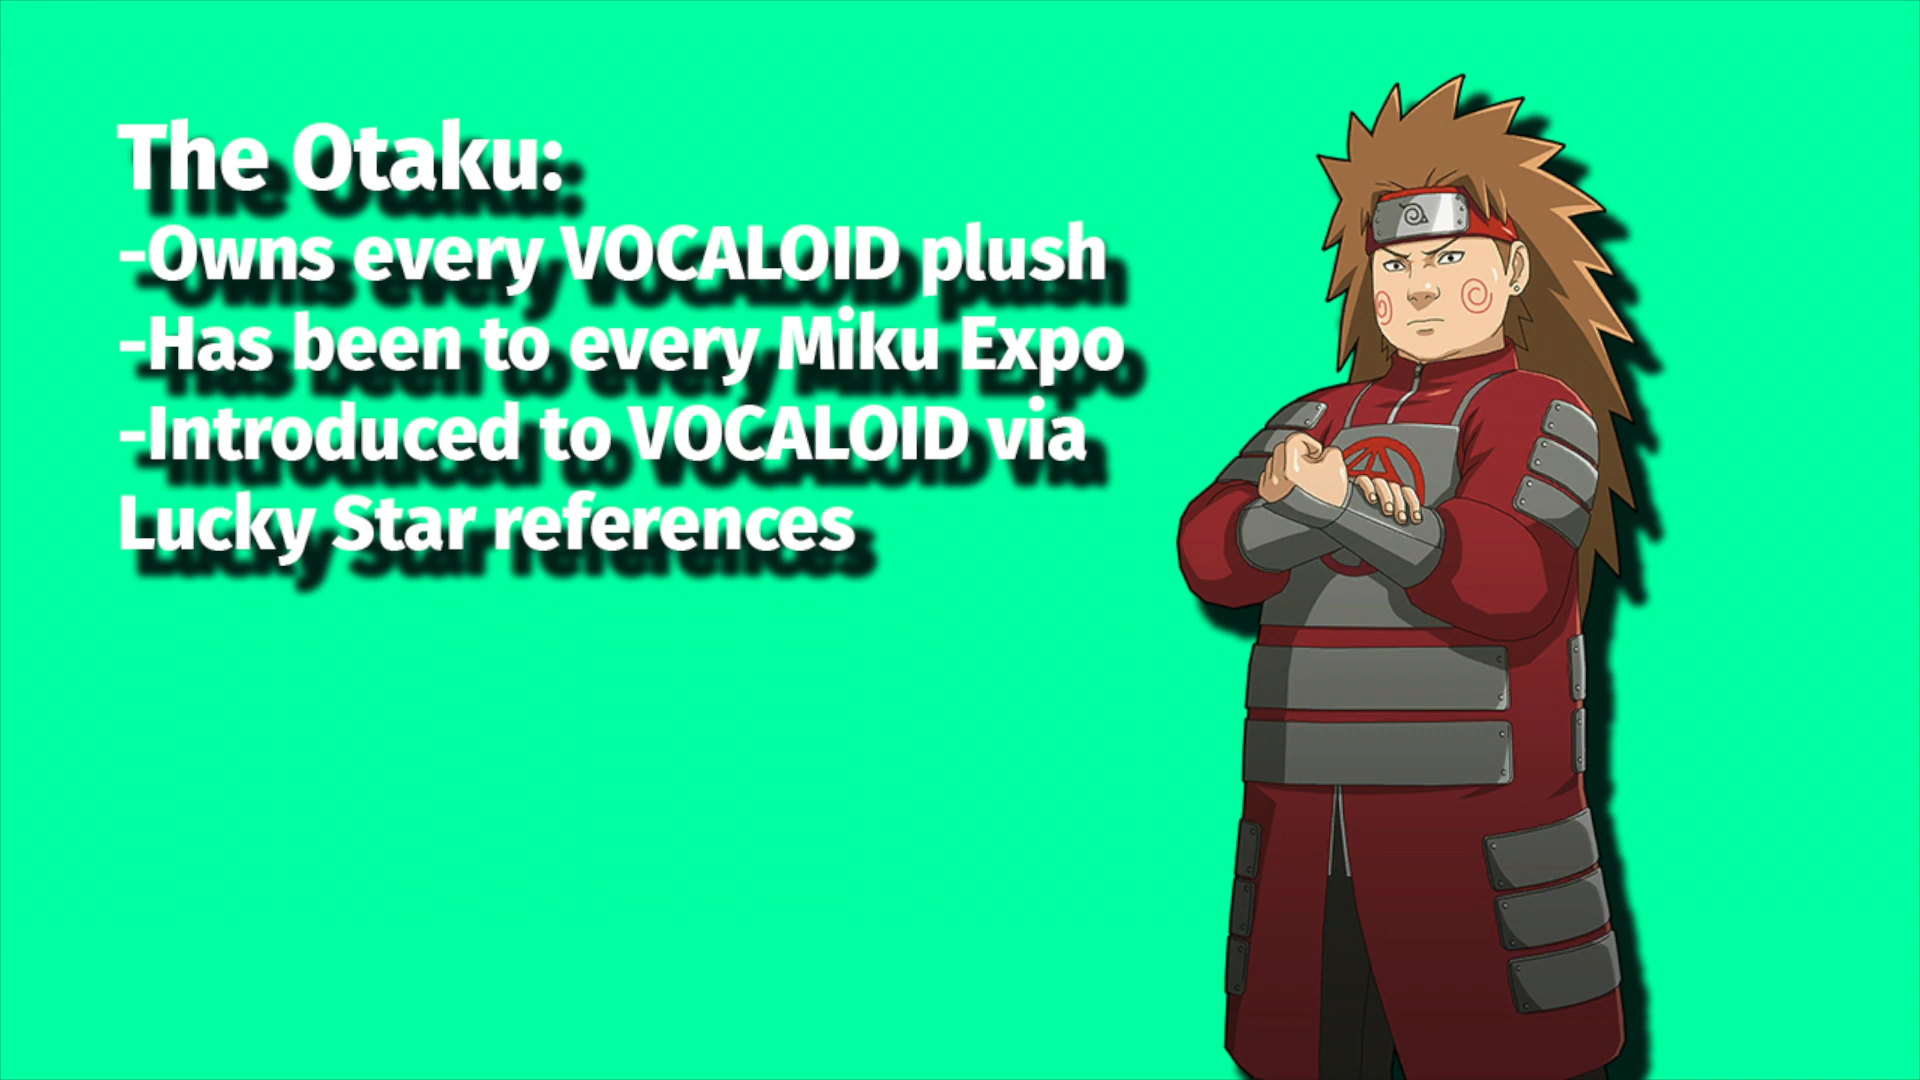 The Otaku:
-Owns every VOCALOID plush
-Has been to every Miku Expo
-Introduced to VOCALOID via
Lucky Star references